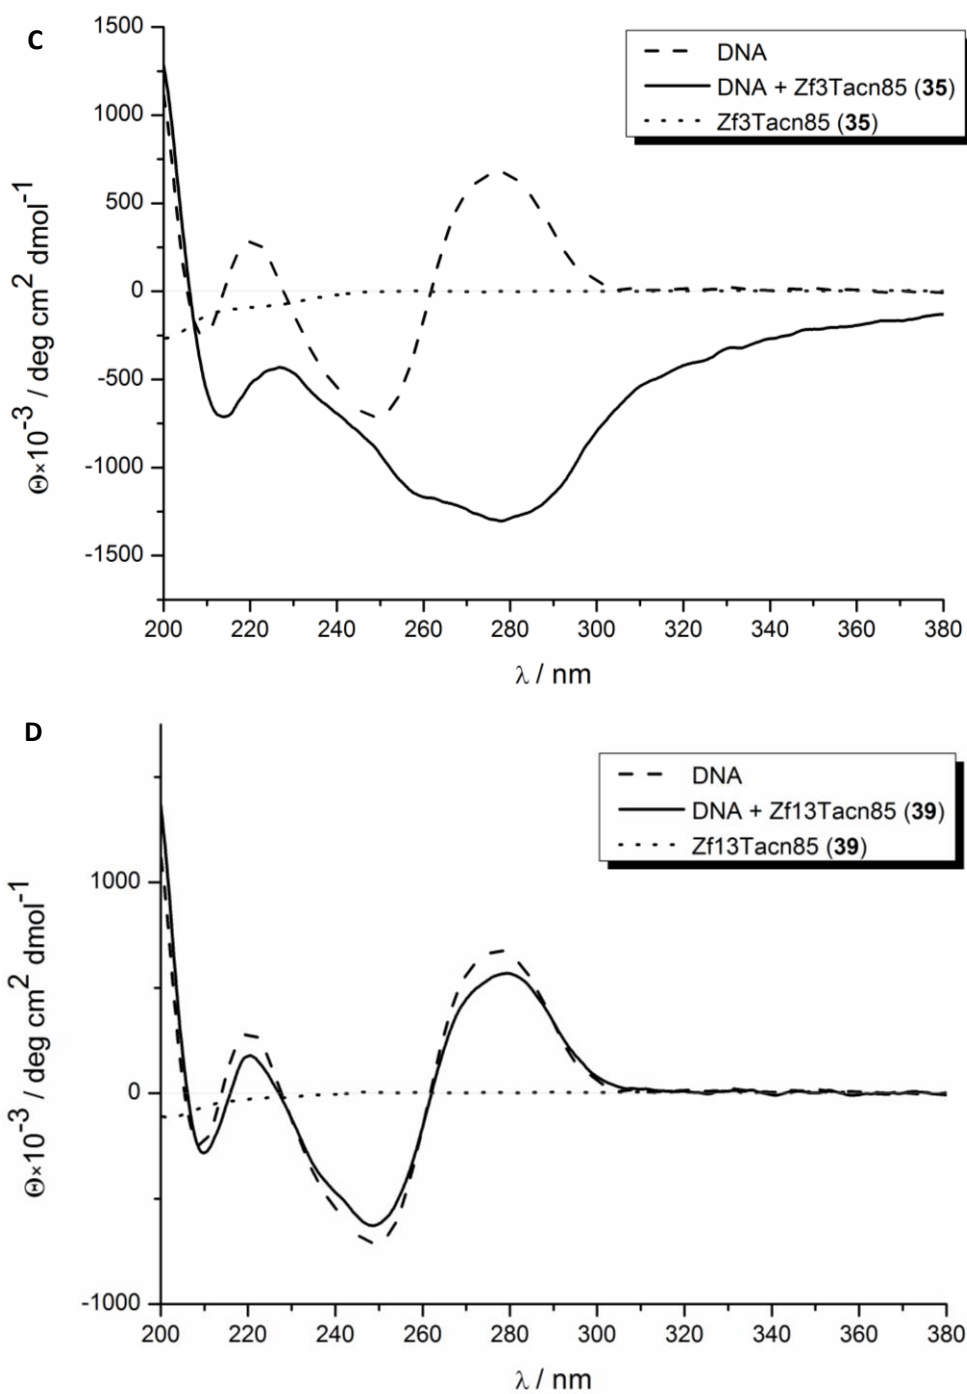 C
1500
1000
500
0
-500
-1000
-1500
Θ×10⁻³ / deg cm² dmol⁻¹
DNA
DNA + Zf3Tacn85 (35)
Zf3Tacn85 (35)
200 220 240 260 280 300 320 340 360 380
λ / nm
D
1000
0
-1000
Θ×10⁻³ / deg cm² dmol⁻¹
DNA
DNA + Zf13Tacn85 (39)
Zf13Tacn85 (39)
200 220 240 260 280 300 320 340 360 380
λ / nm